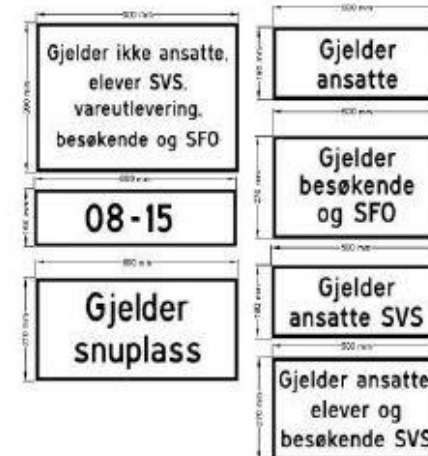 Gjelder ikke ansatte,
elever SVS,
vareutlevering,
besøkende og SFO
08-15
Gjelder
snuplass
Gjelder
ansatte
Gjelder
besøkende
og SFO
Gjelder
ansatte SVS
Gjelder ansatte
elever og
besøkende SVS